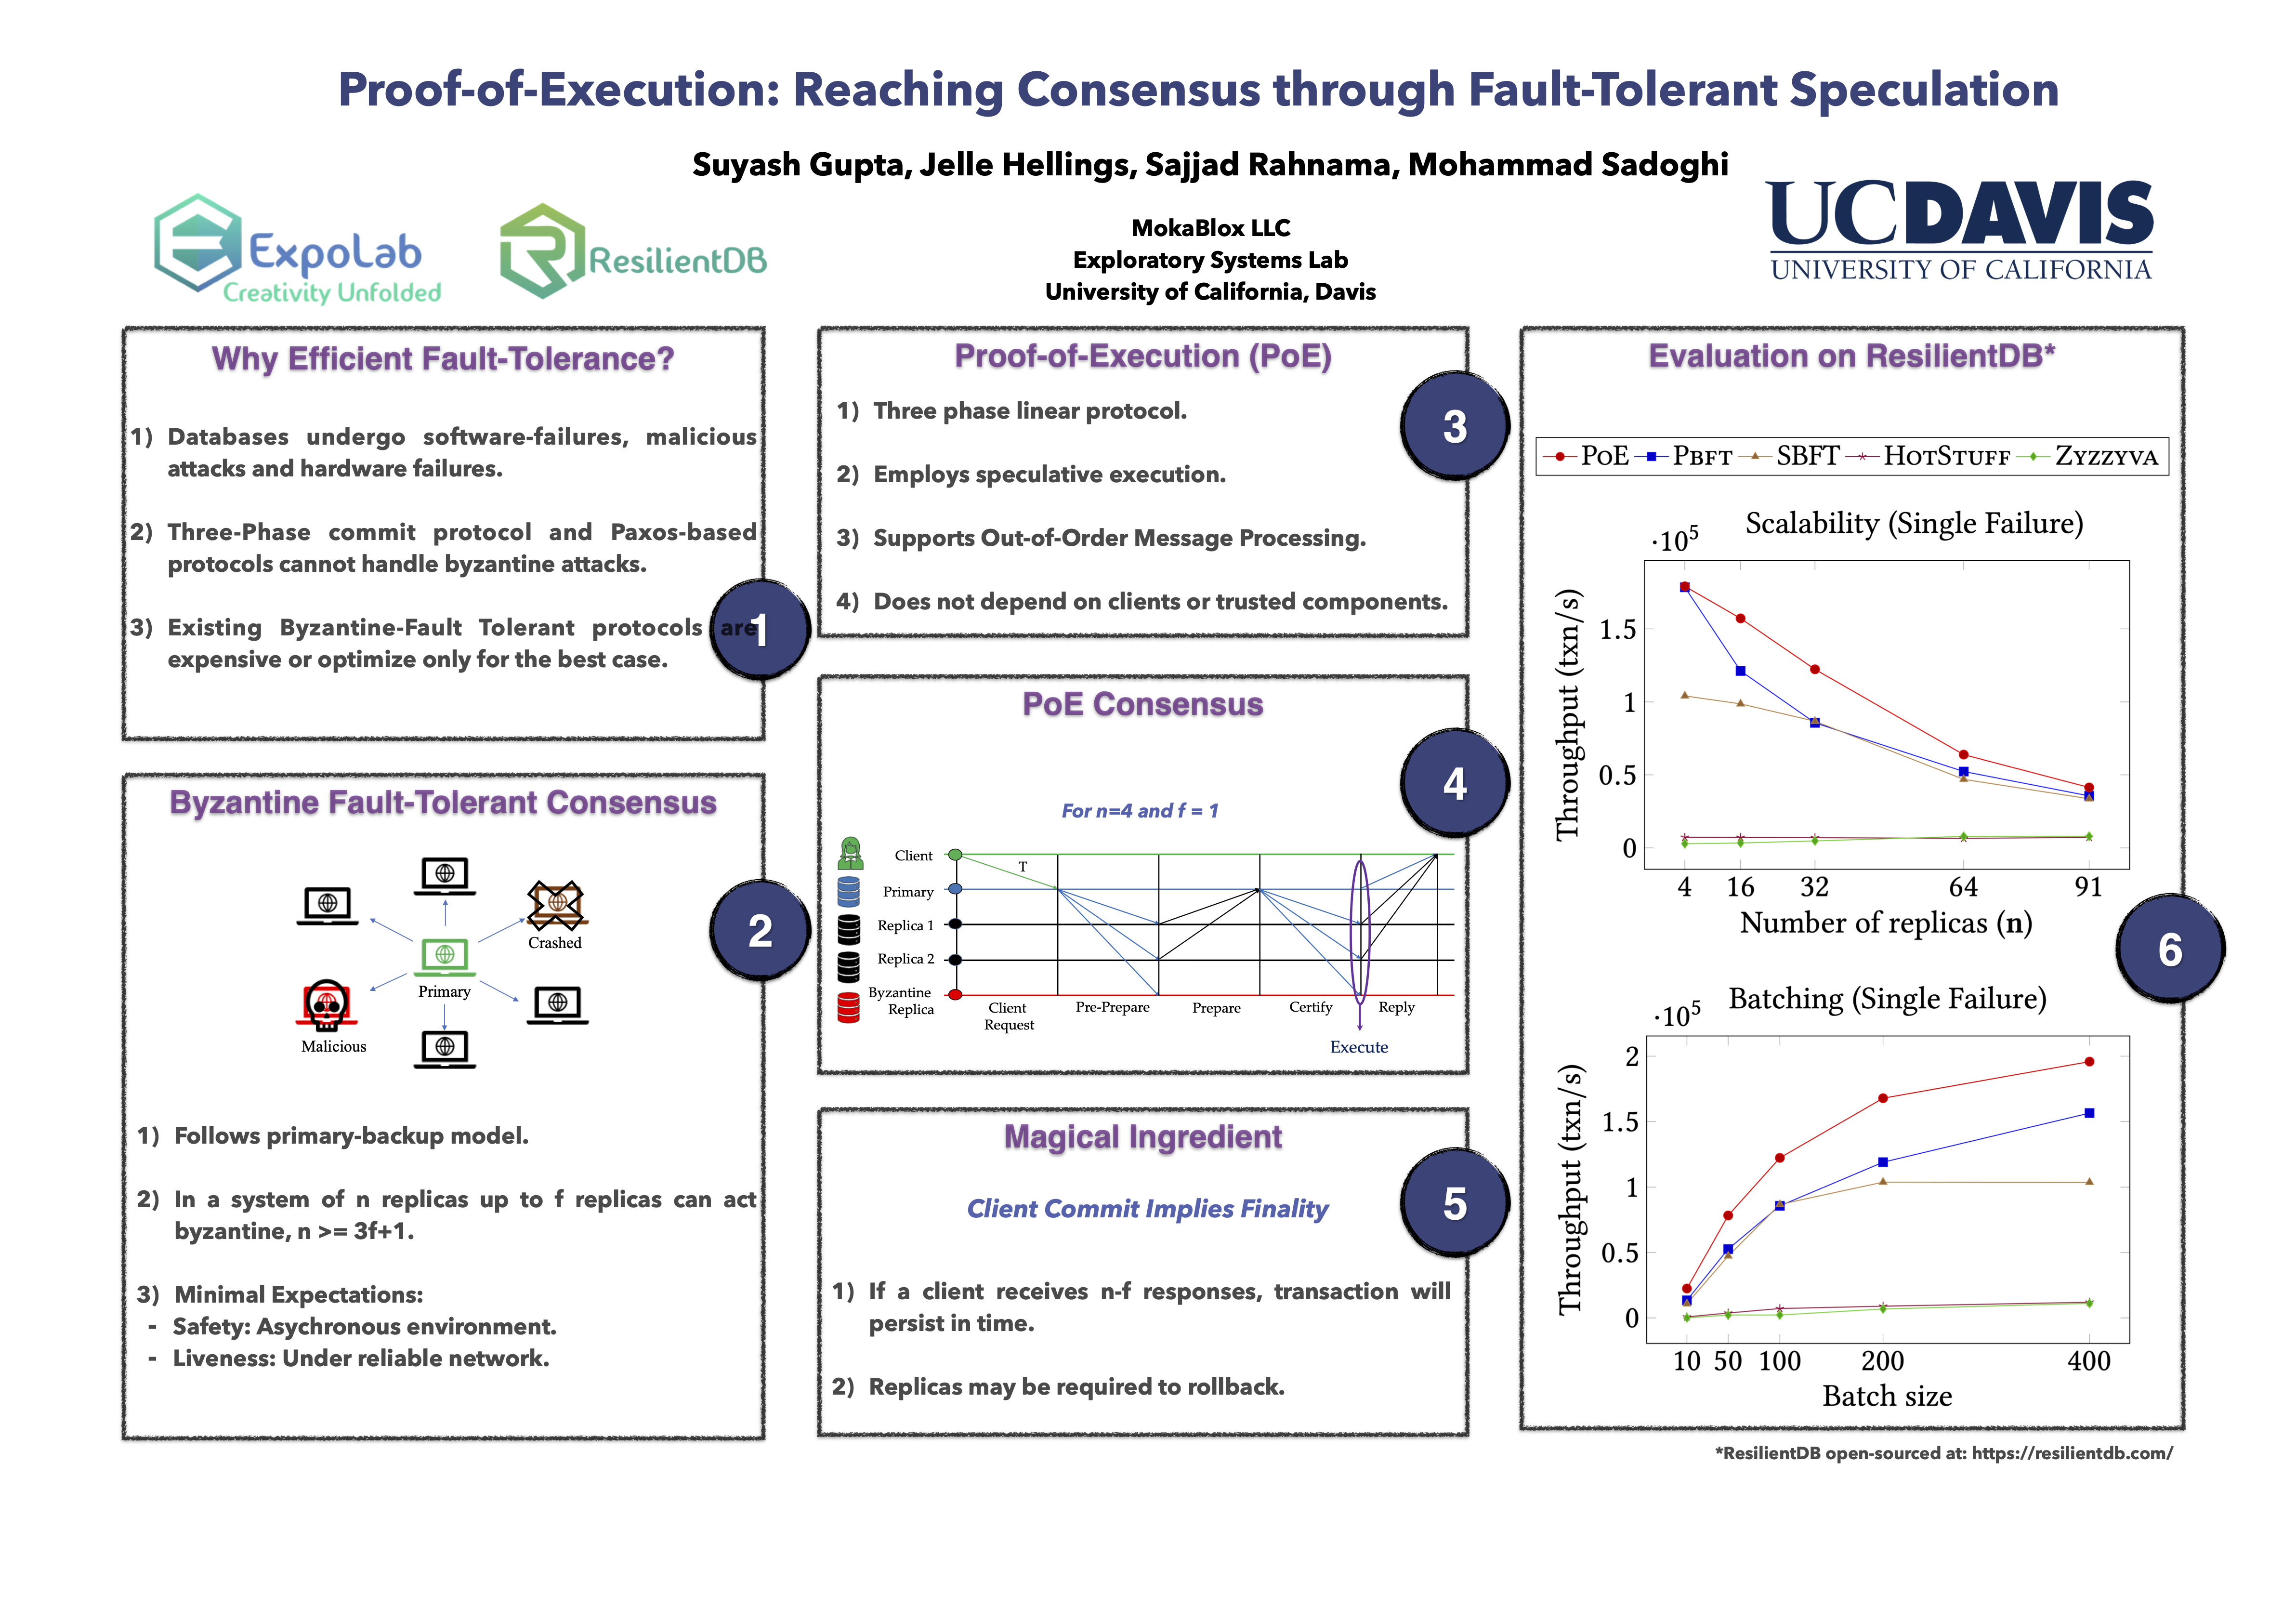 Proof-of-Execution: Reaching Consensus through Fault-Tolerant Speculation
Suyash Gupta, Jelle Hellings, Sajjad Rahnama, Mohammad Sadoghi
ExpoLab
Creativity Unfolded
ResilientDB
MokaBlox LLC
Exploratory Systems Lab
University of California, Davis
UCDAVIS
UNIVERSITY OF CALIFORNIA
Why Efficient Fault-Tolerance?
1) Databases undergo software-failures, malicious
attacks and hardware failures.
2) Three-Phase commit protocol and Paxos-based
protocols cannot handle byzantine attacks.
3) Existing Byzantine-Fault Tolerant protocols are
expensive or optimize only for the best case.
1
Byzantine Fault-Tolerant Consensus
Crashed
Primary
Malicious
2
1) Follows primary-backup model.
2) In a system of n replicas up to f replicas can act
byzantine, n >= 3f+1.
3) Minimal Expectations:
- Safety: Asychronous environment.
- Liveness: Under reliable network.
Proof-of-Execution (PoE)
3
1) Three phase linear protocol.
2) Employs speculative execution.
3) Supports Out-of-Order Message Processing.
4) Does not depend on clients or trusted components.
PoE Consensus
4
For n=4 and f = 1
Client
T
Primary
Replica 1
Replica 2
Byzantine
Replica
Client
Request
Pre-Prepare
Prepare
Certify
Reply
Execute
Magical Ingredient
5
Client Commit Implies Finality
1) If a client receives n-f responses, transaction will
persist in time.
2) Replicas may be required to rollback.
Evaluation on ResilientDB*
PoE PBFT SBFT HOTSTUFF ZYZZYVA
Scalability (Single Failure)
·10⁵
Throughput (txn/s)
1.5
1
0.5
0
4 16 32 64 91
Number of replicas (n)
6
Batching (Single Failure)
·10⁵
Throughput (txn/s)
2
1.5
1
0.5
0
10 50 100 200 400
Batch size
*ResilientDB open-sourced at: https://resilientdb.com/